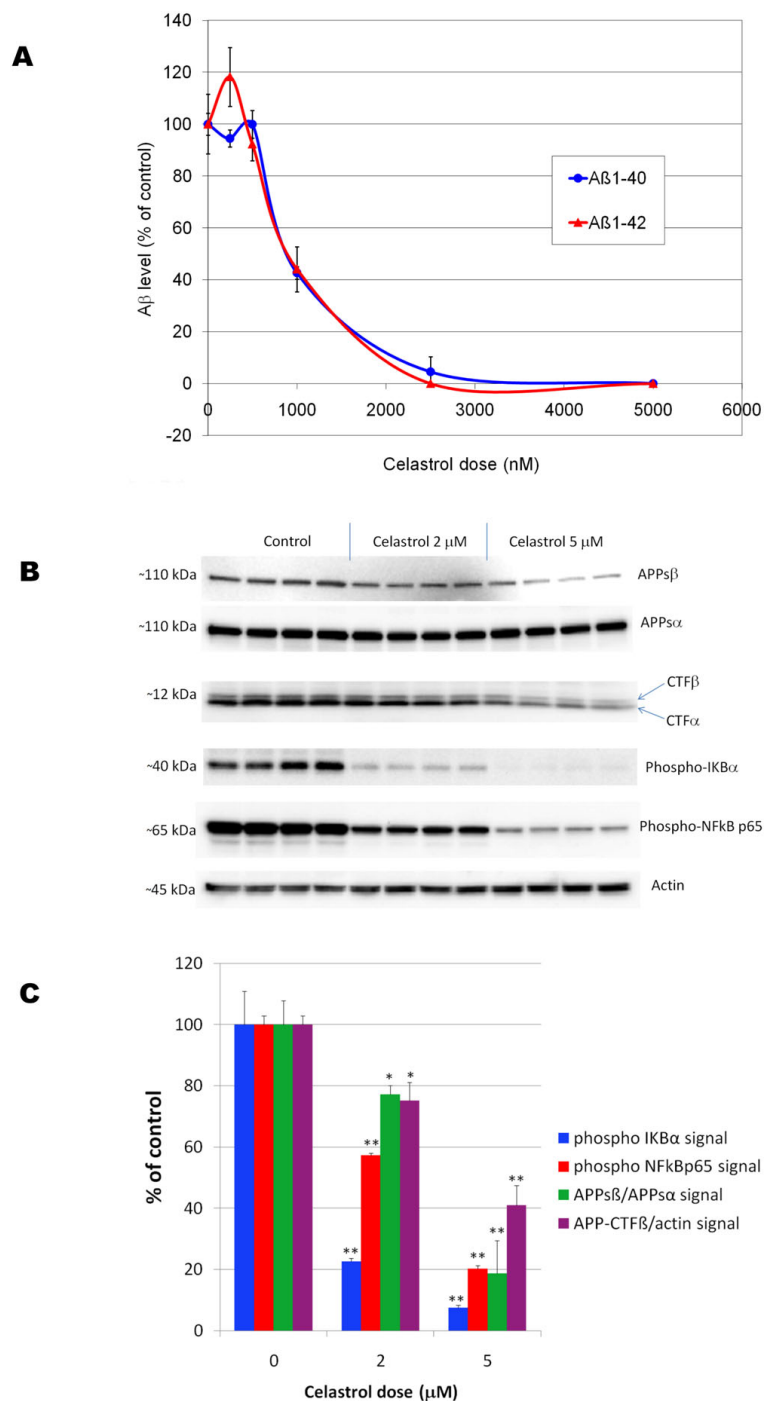 A
140
120
100
80
60
40
20
0
-20
Aβ level (% of control)
Aß1-40
Aß1-42
0 1000 2000 3000 4000 5000 6000
Celastrol dose (nM)
B
Control Celastrol 2 μM Celastrol 5 μM
~110 kDa APPsβ
~110 kDa APPsα
~12 kDa CTFβ
CTFα
~40 kDa Phospho-IKBα
~65 kDa Phospho-NFkB p65
~45 kDa Actin
C
120
100
80
60
40
20
0
% of control
* *
**
**
**
** **
**
phospho IKBα signal
phospho NFkBp65 signal
APPsß/APPsα signal
APP-CTFß/actin signal
0 2 5
Celastrol dose (μM)